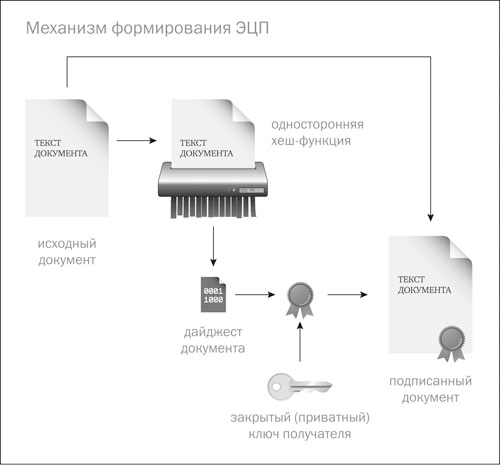 Механизм формирования ЭЦП
ТЕКСТ
ДОКУМЕНТА
ТЕКСТ
ДОКУМЕНТА
односторонняя
хеш-функция
исходный
документ
ТЕКСТ
ДОКУМЕНТА
0001
1000
дайджест
документа
подписанный
документ
закрытый (приватный)
ключ получателя